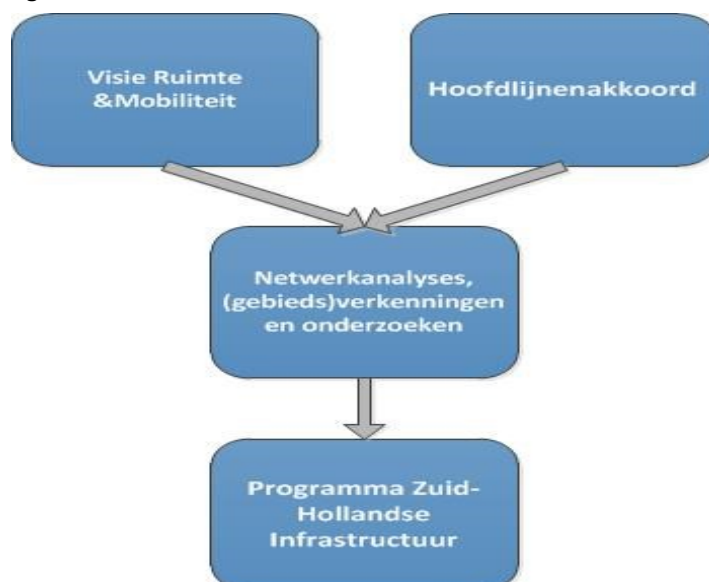 Visie Ruimte
&Mobiliteit
Hoofdlijnenakkoord
Netwerkanalyses,
(gebieds)verkenningen
en onderzoeken
Programma Zuid-
Hollandse
Infrastructuur